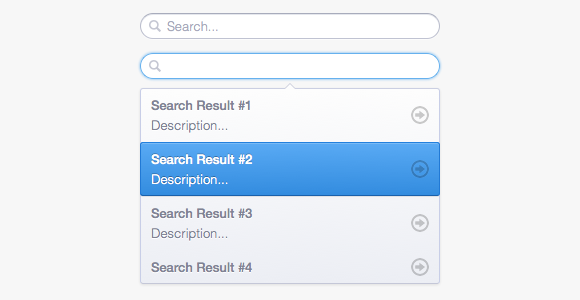 Search...
Search Result #1
Description...
Search Result #2
Description...
Search Result #3
Description...
Search Result #4